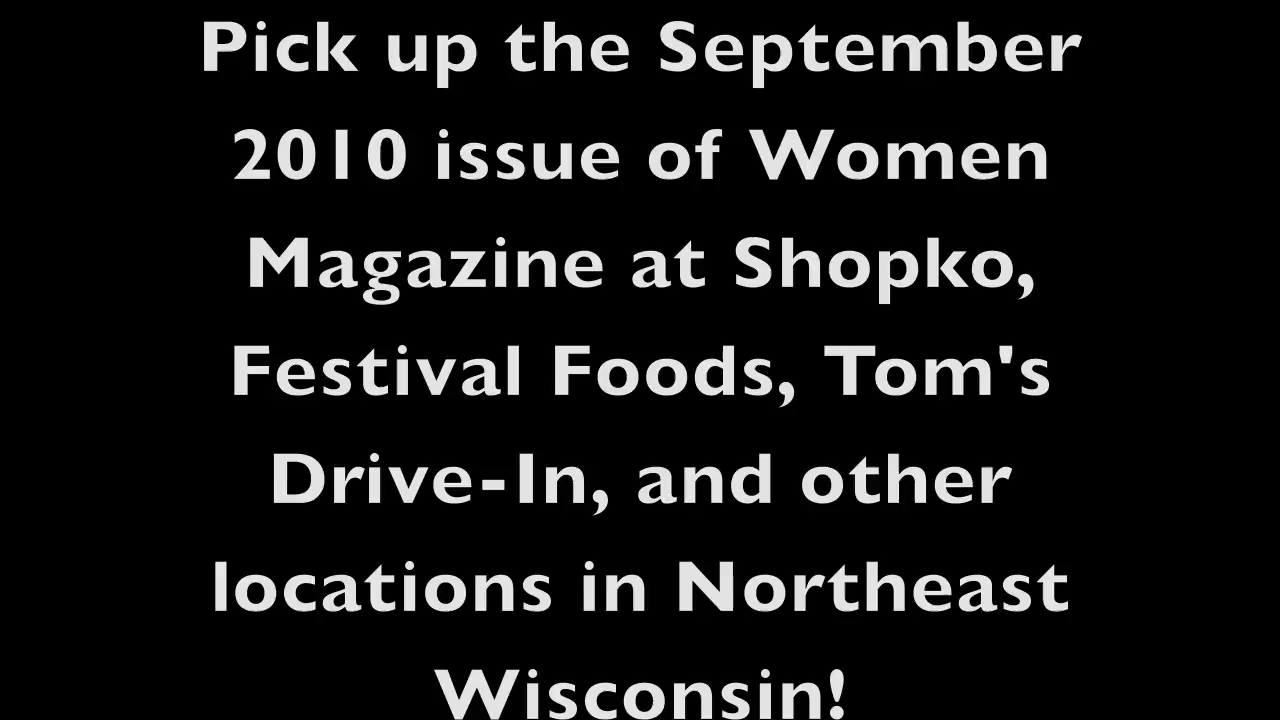 Pick up the September
2010 issue of Women
Magazine at Shopko,
Festival Foods, Tom's
Drive-In, and other
locations in Northeast
Wisconsin!